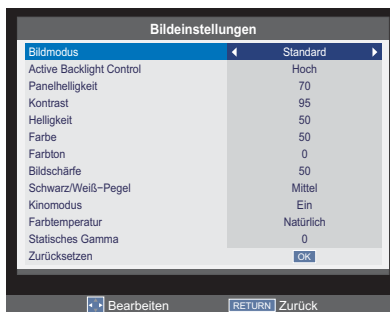 Bildeinstellungen
Bildmodus Standard
Active Backlight Control Hoch
Panelhelligkeit 70
Kontrast 95
Helligkeit 50
Farbe 50
Farbton 0
Bildschärfe 50
Schwarz/Weiß-Pegel Mittel
Kinomodus Ein
Farbtemperatur Natürlich
Statisches Gamma 0
Zurücksetzen OK
Bearbeiten RETURN Zurück